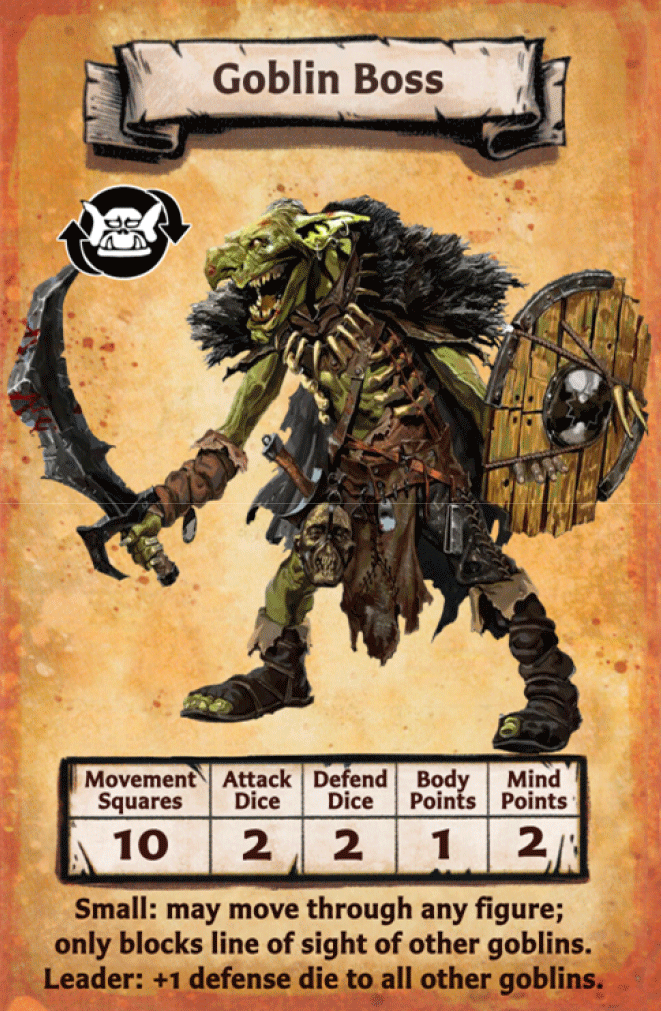 Goblin Boss
Movement Squares Attack Dice Defend Dice Body Points Mind Points
10 2 2 1 2
Small: may move through any figure;
only blocks line of sight of other goblins.
Leader: +1 defense die to all other goblins.